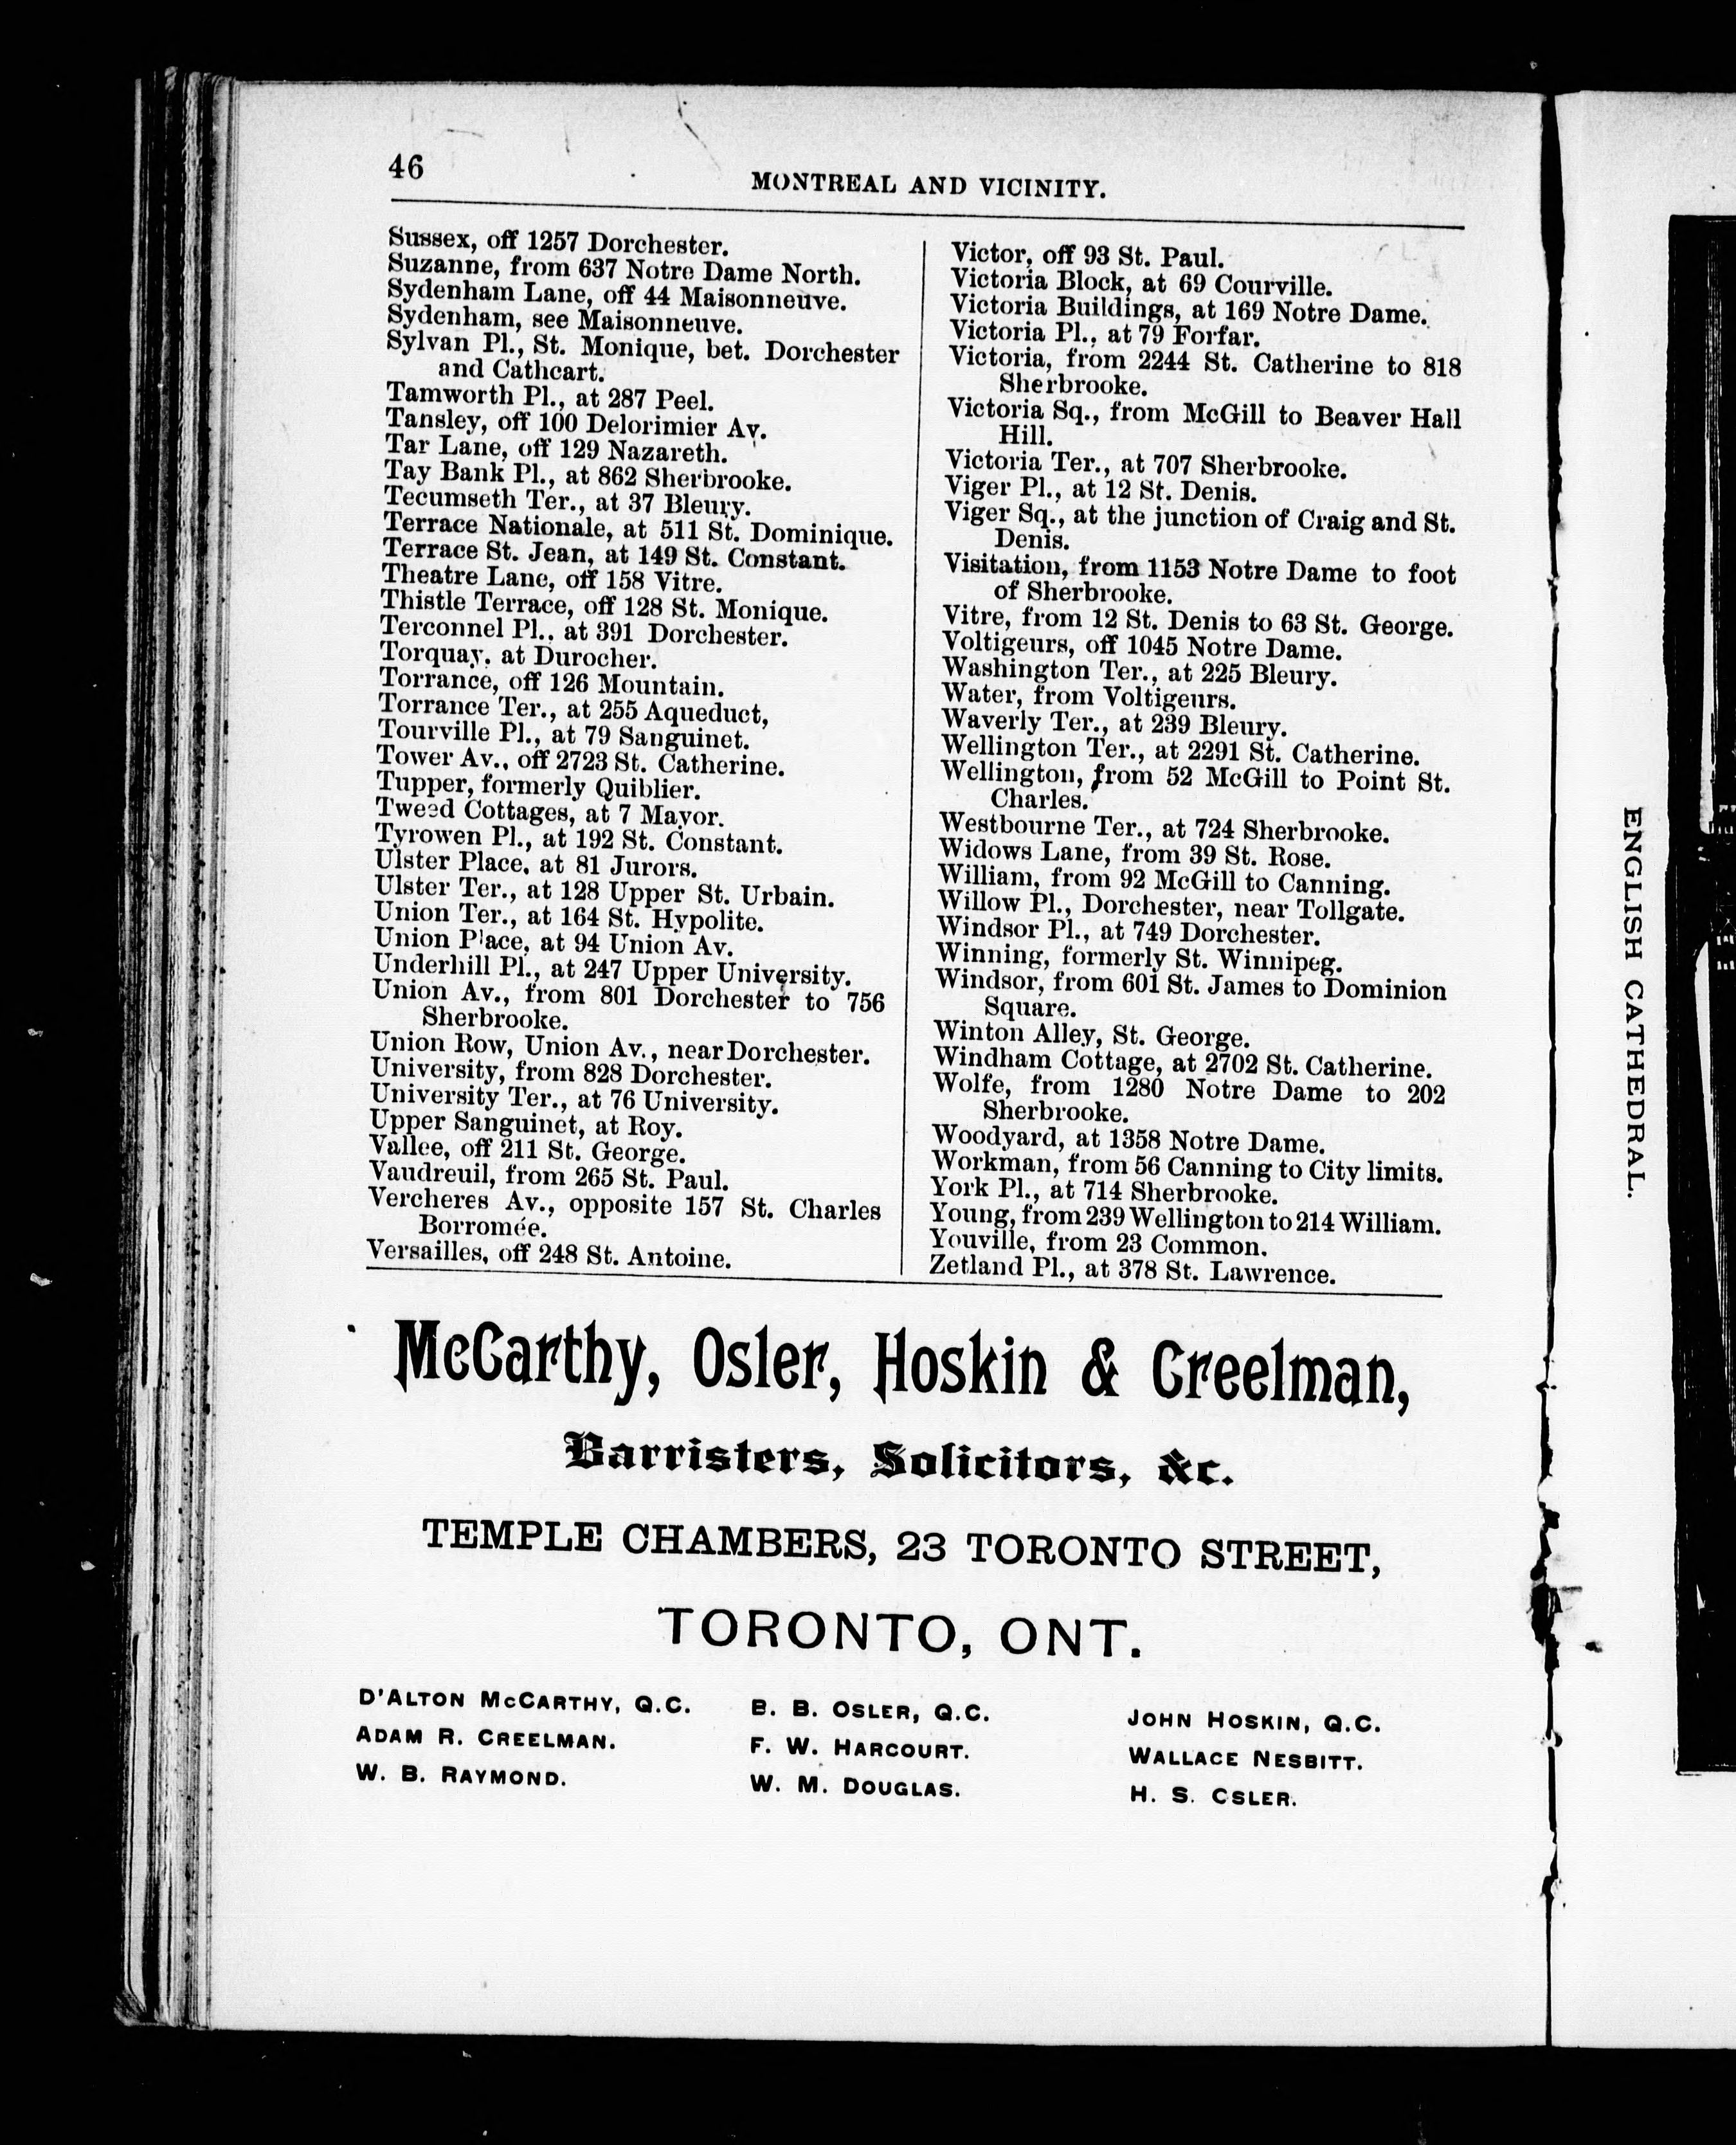 46
MONTREAL AND VICINITY.
Sussex, off 1257 Dorchester.
Suzanne, from 637 Notre Dame North.
Sydenham Lane, off 44 Maisonneuve.
Sydenham, see Maisonneuve.
Sylvan Pl., St. Monique, bet. Dorchester
and Cathcart.
Tamworth Pl., at 287 Peel.
Tansley, off 100 Delorimier Av.
Tar Lane, off 129 Nazareth.
Tay Bank Pl., at 862 Sherbrooke.
Tecumseth Ter., at 37 Bleury.
Terrace Nationale, at 511 St. Dominique.
Terrace St. Jean, at 149 St. Constant.
Theatre Lane, off 158 Vitre.
Thistle Terrace, off 128 St. Monique.
Terconnel Pl., at 391 Dorchester.
Torquay, at Durocher.
Torrance, off 126 Mountain.
Torrance Ter., at 255 Aqueduct,
Tourville Pl., at 79 Sanguinet.
Tower Av., off 2723 St. Catherine.
Tupper, formerly Quiblier.
Tweed Cottages, at 7 Mayor.
Tyrowen Pl., at 192 St. Constant.
Ulster Place, at 81 Jurors.
Ulster Ter., at 128 Upper St. Urbain.
Union Ter., at 164 St. Hypolite.
Union Place, at 94 Union Av.
Underhill Pl., at 247 Upper University.
Union Av., from 801 Dorchester to 756
Sherbrooke.
Union Row, Union Av., near Dorchester.
University, from 828 Dorchester.
University Ter., at 76 University.
Upper Sanguinet, at Roy.
Vallee, off 211 St. George.
Vaudreuil, from 265 St. Paul.
Vercheres Av., opposite 157 St. Charles
Borromée.
Versailles, off 248 St. Antoine.
Victor, off 93 St. Paul.
Victoria Block, at 69 Courville.
Victoria Buildings, at 169 Notre Dame.
Victoria Pl., at 79 Forfar.
Victoria, from 2244 St. Catherine to 818
Sherbrooke.
Victoria Sq., from McGill to Beaver Hall
Hill.
Victoria Ter., at 707 Sherbrooke.
Viger Pl., at 12 St. Denis.
Viger Sq., at the junction of Craig and St.
Denis.
Visitation, from 1153 Notre Dame to foot
of Sherbrooke.
Vitre, from 12 St. Denis to 63 St. George.
Voltigeurs, off 1045 Notre Dame.
Washington Ter., at 225 Bleury.
Water, from Voltigeurs.
Waverly Ter., at 239 Bleury.
Wellington Ter., at 2291 St. Catherine.
Wellington, from 52 McGill to Point St.
Charles.
Westbourne Ter., at 724 Sherbrooke.
Widows Lane, from 39 St. Rose.
William, from 92 McGill to Canning.
Willow Pl., Dorchester, near Tollgate.
Windsor Pl., at 749 Dorchester.
Winning, formerly St. Winnipeg.
Windsor, from 601 St. James to Dominion
Square.
Winton Alley, St. George.
Windham Cottage, at 2702 St. Catherine.
Wolfe, from 1280 Notre Dame to 202
Sherbrooke.
Woodyard, at 1358 Notre Dame.
Workman, from 56 Canning to City limits.
York Pl., at 714 Sherbrooke.
Young, from 239 Wellington to 214 William.
Youville, from 23 Common.
Zetland Pl., at 378 St. Lawrence.
McCarthy, Osler, Hoskin & Creelman,
Barristers, Solicitors, &c.
TEMPLE CHAMBERS, 23 TORONTO STREET,
TORONTO, ONT.
D'ALTON McCARTHY, Q.C.
ADAM R. CREELMAN.
W. B. RAYMOND.
B. B. OSLER, Q.C.
F. W. HARCOURT.
W. M. DOUGLAS.
JOHN HOSKIN, Q.C.
WALLACE NESBITT.
H. S. OSLER.
ENGLISH CATHEDRAL.